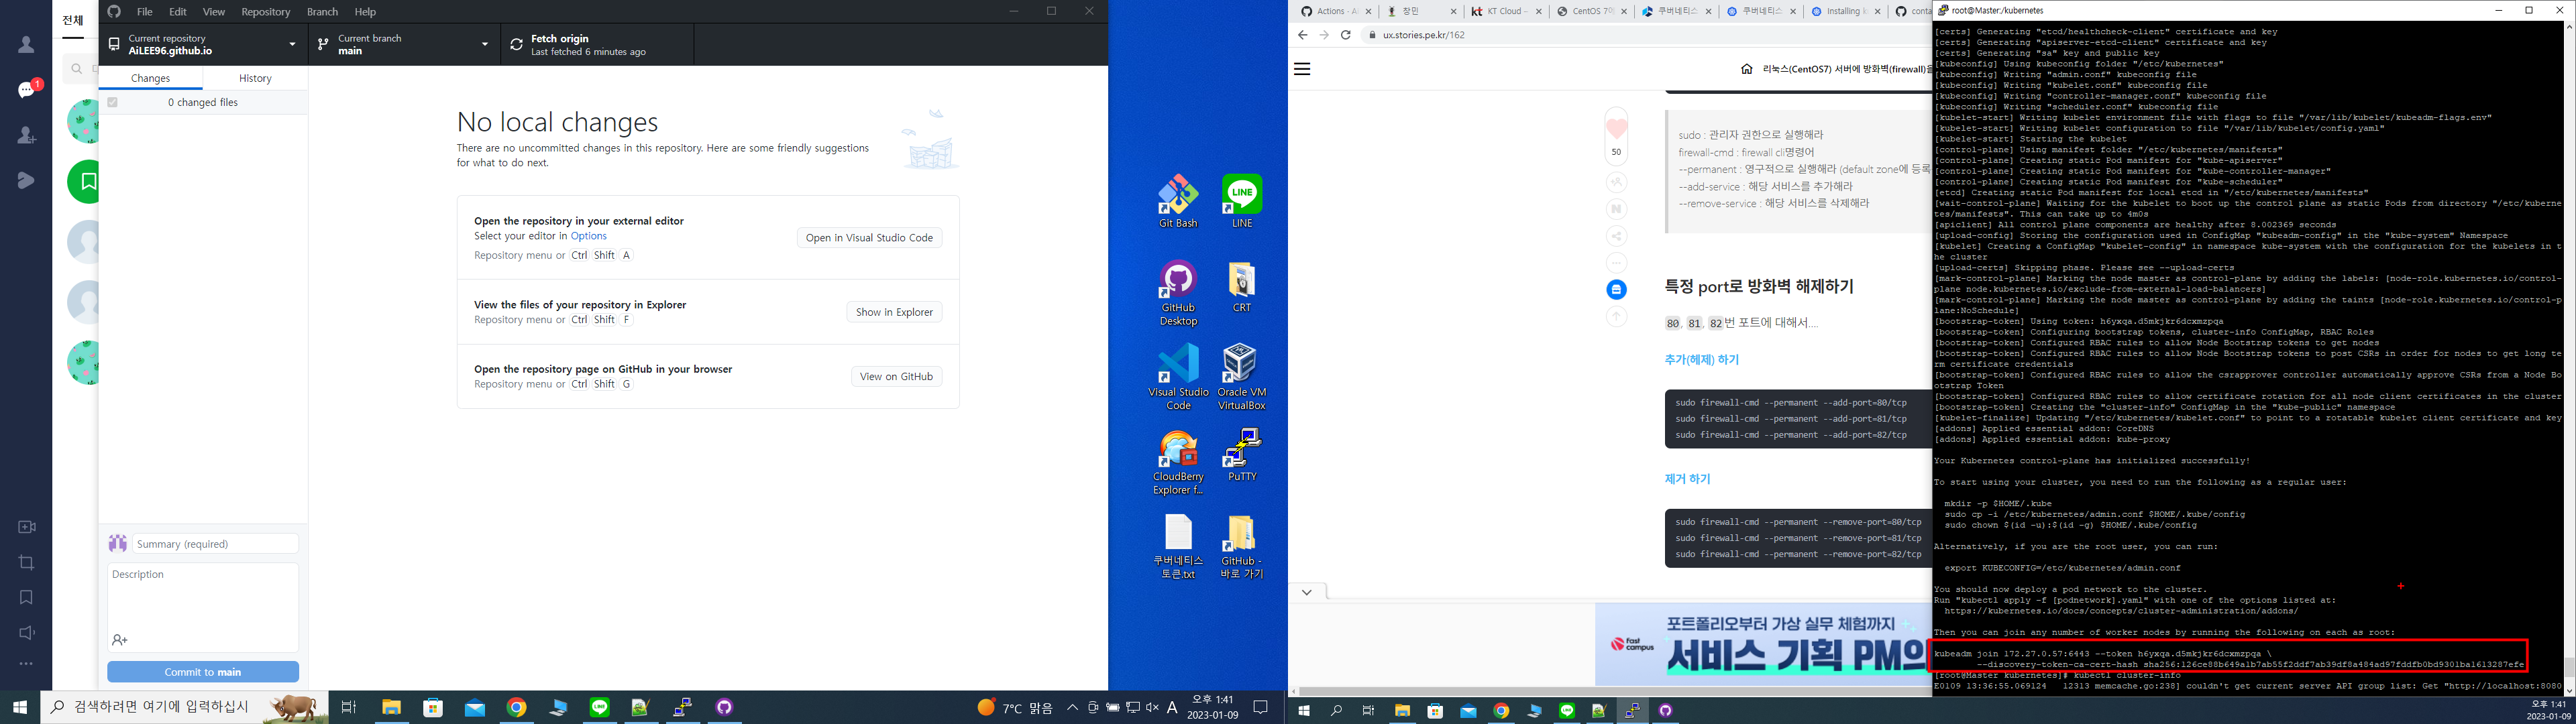 전체
1
File Edit View Repository Branch Help
Current repository
AiLEE96.github.io
Current branch
main
Fetch origin
Last fetched 6 minutes ago
Changes History
0 changed files
No local changes
There are no uncommitted changes in this repository. Here are some friendly suggestions
for what to do next.
Open the repository in your external editor
Select your editor in Options
Repository menu or Ctrl Shift A
Open in Visual Studio Code
View the files of your repository in Explorer
Repository menu or Ctrl Shift F
Show in Explorer
Open the repository page on GitHub in your browser
Repository menu or Ctrl Shift G
View on GitHub
Summary (required)
Description
Commit to main
Git Bash
LINE
GitHub
Desktop
CRT
Visual Studio
Code
Oracle VM
VirtualBox
CloudBerry
Explorer f...
PuTTY
쿠버네티스
토큰.txt
GitHub -
바로 가기
검색하려면 여기에 입력하십시
7°C 맑음
A
오후 1:41
2023-01-09
Actions - A
창민
KT Cloud -
CentOS 7에
쿠버네티스
쿠버네티스
Installing k
conta
ux.stories.pe.kr/162
리눅스(CentOS7) 서버에 방화벽(firewall)을
50
sudo : 관리자 권한으로 실행해라
firewall-cmd : firewall cli명령어
--permanent : 영구적으로 실행해라 (default zone에 등록
--add-service : 해당 서비스를 추가해라
--remove-service : 해당 서비스를 삭제해라
특정 port로 방화벽 해제하기
80, 81, 82번 포트에 대해서....
추가(해제) 하기
sudo firewall-cmd --permanent --add-port=80/tcp
sudo firewall-cmd --permanent --add-port=81/tcp
sudo firewall-cmd --permanent --add-port=82/tcp
제거 하기
sudo firewall-cmd --permanent --remove-port=80/tcp
sudo firewall-cmd --permanent --remove-port=81/tcp
sudo firewall-cmd --permanent --remove-port=82/tcp
Fast
campus
포트폴리오부터 가상 실무 체험까지
서비스 기획 PM의
root@Master:/kubernetes
[certs] Generating "etcd/healthcheck-client" certificate and key
[certs] Generating "apiserver-etcd-client" certificate and key
[certs] Generating "sa" key and public key
[kubeconfig] Using kubeconfig folder "/etc/kubernetes"
[kubeconfig] Writing "admin.conf" kubeconfig file
[kubeconfig] Writing "kubelet.conf" kubeconfig file
[kubeconfig] Writing "controller-manager.conf" kubeconfig file
[kubeconfig] Writing "scheduler.conf" kubeconfig file
[kubelet-start] Writing kubelet environment file with flags to file "/var/lib/kubelet/kubeadm-flags.env"
[kubelet-start] Writing kubelet configuration to file "/var/lib/kubelet/config.yaml"
[kubelet-start] Starting the kubelet
[control-plane] Using manifest folder "/etc/kubernetes/manifests"
[control-plane] Creating static Pod manifest for "kube-apiserver"
[control-plane] Creating static Pod manifest for "kube-controller-manager"
[control-plane] Creating static Pod manifest for "kube-scheduler"
[etcd] Creating static Pod manifest for local etcd in "/etc/kubernetes/manifests"
[wait-control-plane] Waiting for the kubelet to boot up the control plane as static Pods from directory "/etc/kuberne
tes/manifests". This can take up to 4m0s
[apiclient] All control plane components are healthy after 8.002369 seconds
[upload-config] Storing the configuration used in ConfigMap "kubeadm-config" in the "kube-system" Namespace
[kubelet] Creating a ConfigMap "kubelet-config" in namespace kube-system with the configuration for the kubelets in t
he cluster
[upload-certs] Skipping phase. Please see --upload-certs
[mark-control-plane] Marking the node master as control-plane by adding the labels: [node-role.kubernetes.io/control-
plane node.kubernetes.io/exclude-from-external-load-balancers]
[mark-control-plane] Marking the node master as control-plane by adding the taints [node-role.kubernetes.io/control-p
lane:NoSchedule]
[bootstrap-token] Using token: h6yxqa.d5mkjkr6dcxmzpqa
[bootstrap-token] Configuring bootstrap tokens, cluster-info ConfigMap, RBAC Roles
[bootstrap-token] Configured RBAC rules to allow Node Bootstrap tokens to get nodes
[bootstrap-token] Configured RBAC rules to allow Node Bootstrap tokens to post CSRs in order for nodes to get long te
rm certificate credentials
[bootstrap-token] Configured RBAC rules to allow the csrapprover controller automatically approve CSRs from a Node Bo
otstrap Token
[bootstrap-token] Configured RBAC rules to allow certificate rotation for all node client certificates in the cluster
[bootstrap-token] Creating the "cluster-info" ConfigMap in the "kube-public" namespace
[kubelet-finalize] Updating "/etc/kubernetes/kubelet.conf" to point to a rotatable kubelet client certificate and key
[addons] Applied essential addon: CoreDNS
[addons] Applied essential addon: kube-proxy
Your Kubernetes control-plane has initialized successfully!
To start using your cluster, you need to run the following as a regular user:
mkdir -p $HOME/.kube
sudo cp -i /etc/kubernetes/admin.conf $HOME/.kube/config
sudo chown $(id -u):$(id -g) $HOME/.kube/config
Alternatively, if you are the root user, you can run:
export KUBECONFIG=/etc/kubernetes/admin.conf
You should now deploy a pod network to the cluster.
Run "kubectl apply -f [podnetwork].yaml" with one of the options listed at:
https://kubernetes.io/docs/concepts/cluster-administration/addons/
Then you can join any number of worker nodes by running the following on each as root:
kubeadm join 172.27.0.57:6443 --token h6yxqa.d5mkjkr6dcxmzpqa \
--discovery-token-ca-cert-hash sha256:126ce88b649a1b7ab55f2ddf7ab39df8a484ad97fddfb0bd9301ba1613287efe
[root@Master kubernetes]# kubectl cluster-info
E0109 13:36:55.069124 12313 memcache.go:238] couldn't get current server API group list: Get "http://localhost:8080
오후 1:41
2023-01-09